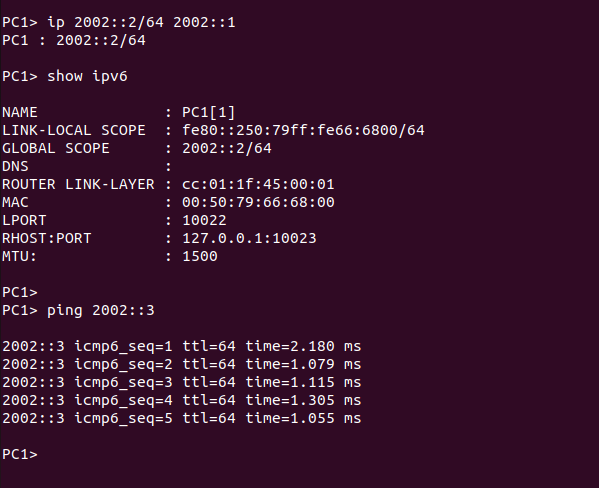 PC1> ip 2002::2/64 2002::1
PC1 : 2002::2/64
PC1> show ipv6
NAME : PC1[1]
LINK-LOCAL SCOPE : fe80::250:79ff:fe66:6800/64
GLOBAL SCOPE : 2002::2/64
DNS :
ROUTER LINK-LAYER : cc:01:1f:45:00:01
MAC : 00:50:79:66:68:00
LPORT : 10022
RHOST:PORT : 127.0.0.1:10023
MTU: : 1500
PC1>
PC1> ping 2002::3
2002::3 icmp6_seq=1 ttl=64 time=2.180 ms
2002::3 icmp6_seq=2 ttl=64 time=1.079 ms
2002::3 icmp6_seq=3 ttl=64 time=1.115 ms
2002::3 icmp6_seq=4 ttl=64 time=1.305 ms
2002::3 icmp6_seq=5 ttl=64 time=1.055 ms
PC1>